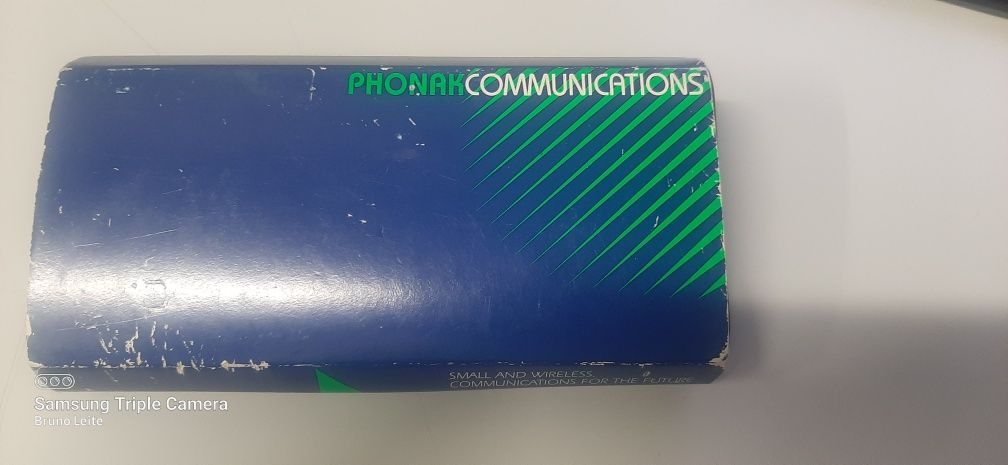 PHONAKCOMMUNICATIONS
SMALL AND WIRELESS
COMMUNICATIONS FOR THE FUTURE
Samsung Triple Camera
Bruno Leite